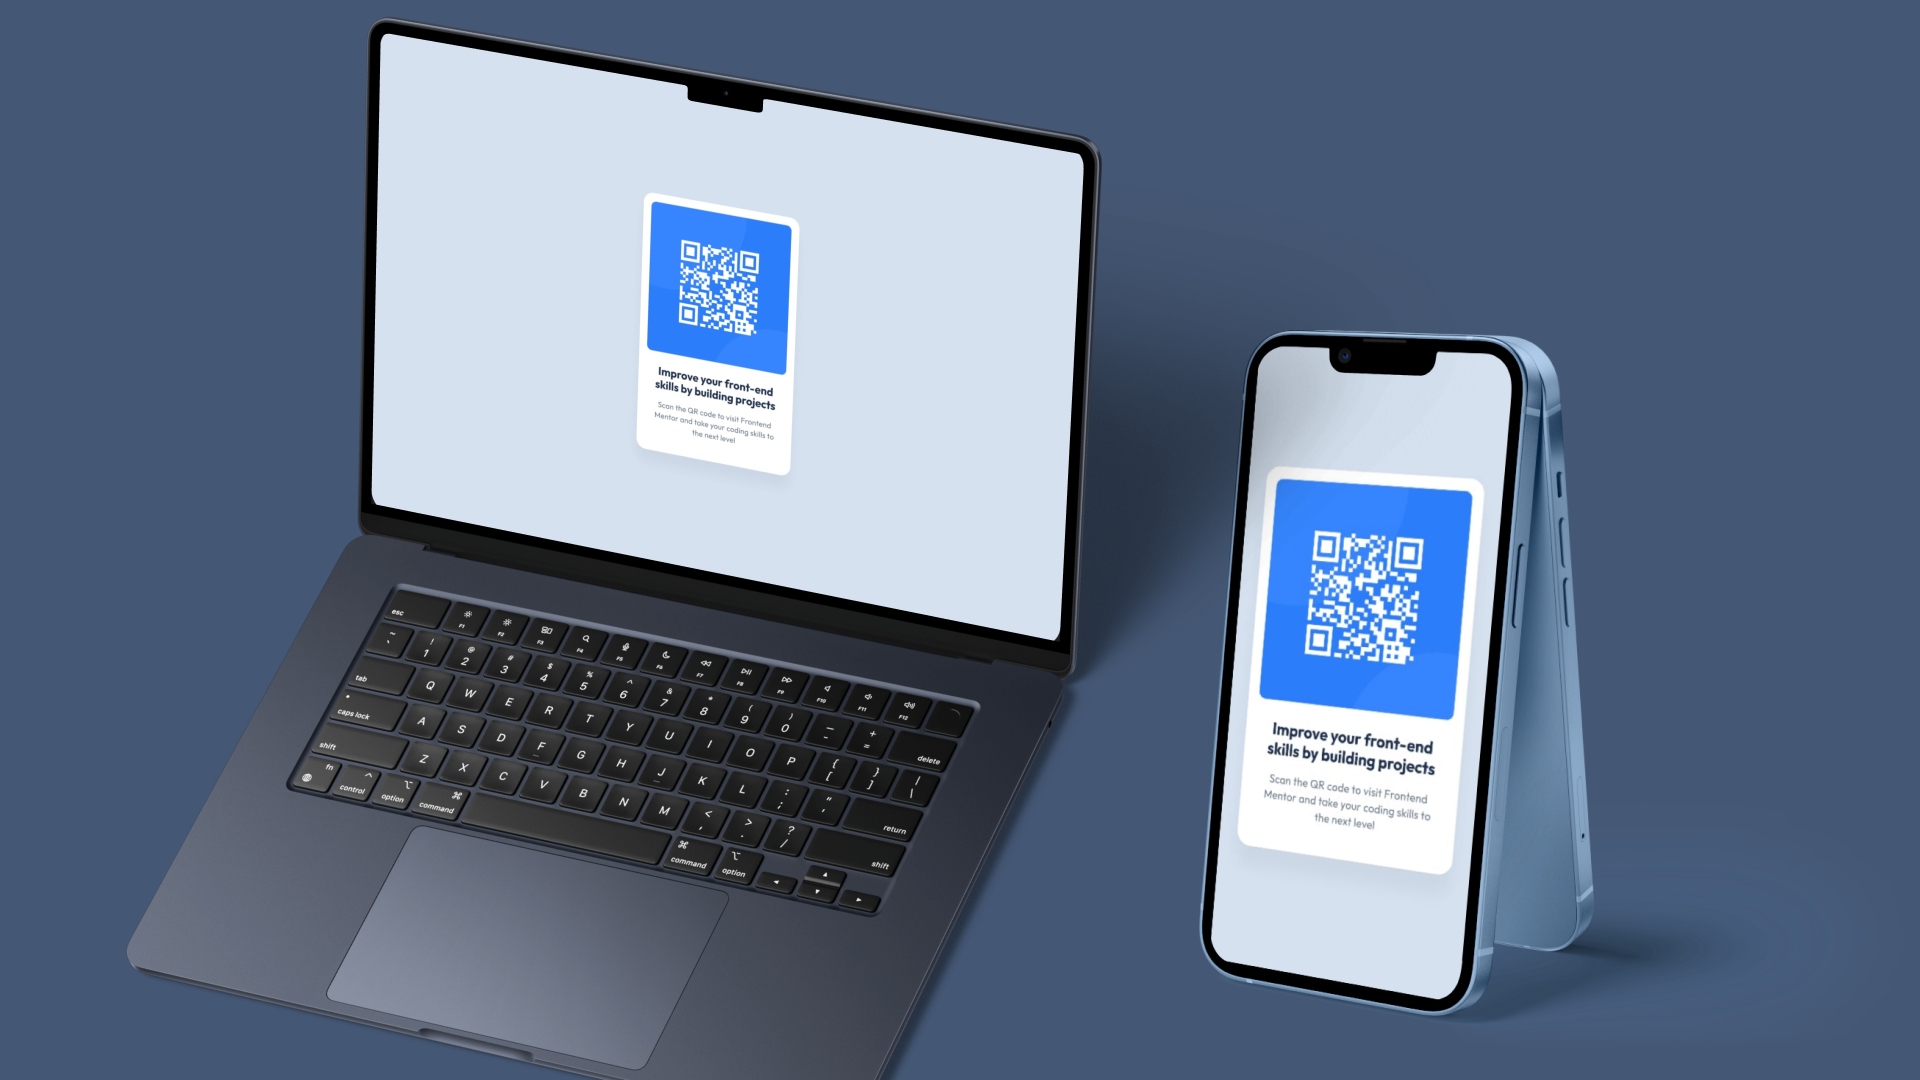 Improve your front-end
skills by building projects
Scan the QR code to visit Frontend
Mentor and take your coding skills to
the next level
esc F1 F2 F3 F4 F5 F6 F7 F8 F9 F10 F11 F12
~ ! @ # $ % ^ & * ( ) — +
` 1 2 3 4 5 6 7 8 9 0 - = delete
tab Q W E R T Y U I O P { [ } ] | \
caps lock A S D F G H J K L : ; " ' return
shift Z X C V B N M < , > . ? / shift
fn control option command command option
Improve your front-end
skills by building projects
Scan the QR code to visit Frontend
Mentor and take your coding skills to
the next level